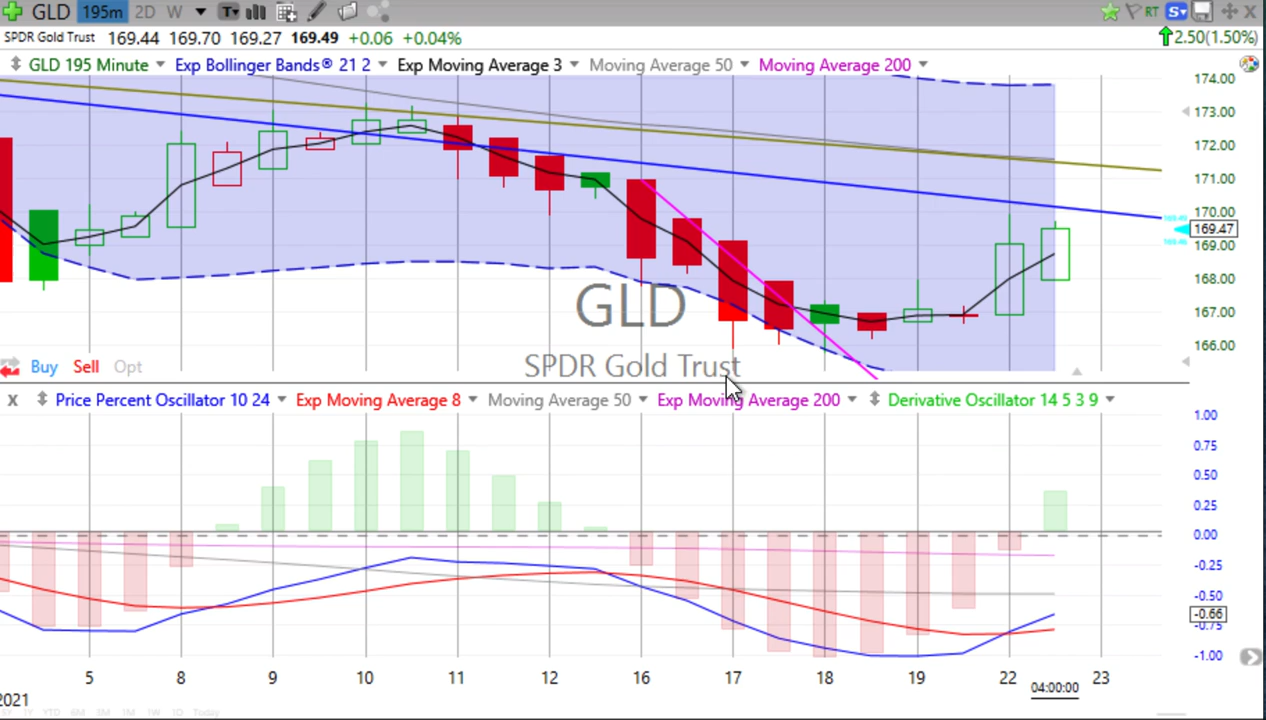 GLD 195m 2D W T RT S
SPDR Gold Trust 169.44 169.70 169.27 169.49 +0.06 +0.04% 2.50(1.50%)
GLD 195 Minute Exp Bollinger Bands® 21 2 Exp Moving Average 3 Moving Average 50 Moving Average 200
174.00
173.00
172.00
171.00
170.00
169.47
169.00
168.00
167.00
166.00
GLD
SPDR Gold Trust
Buy Sell Opt
X Price Percent Oscillator 10 24 Exp Moving Average 8 Moving Average 50 Exp Moving Average 200 Derivative Oscillator 14 5 3 9
1.00
0.75
0.50
0.25
0.00
-0.25
-0.50
-0.66
-0.75
-1.00
5 8 9 10 11 12 16 17 18 19 22 23
04:00:00
2021
Today